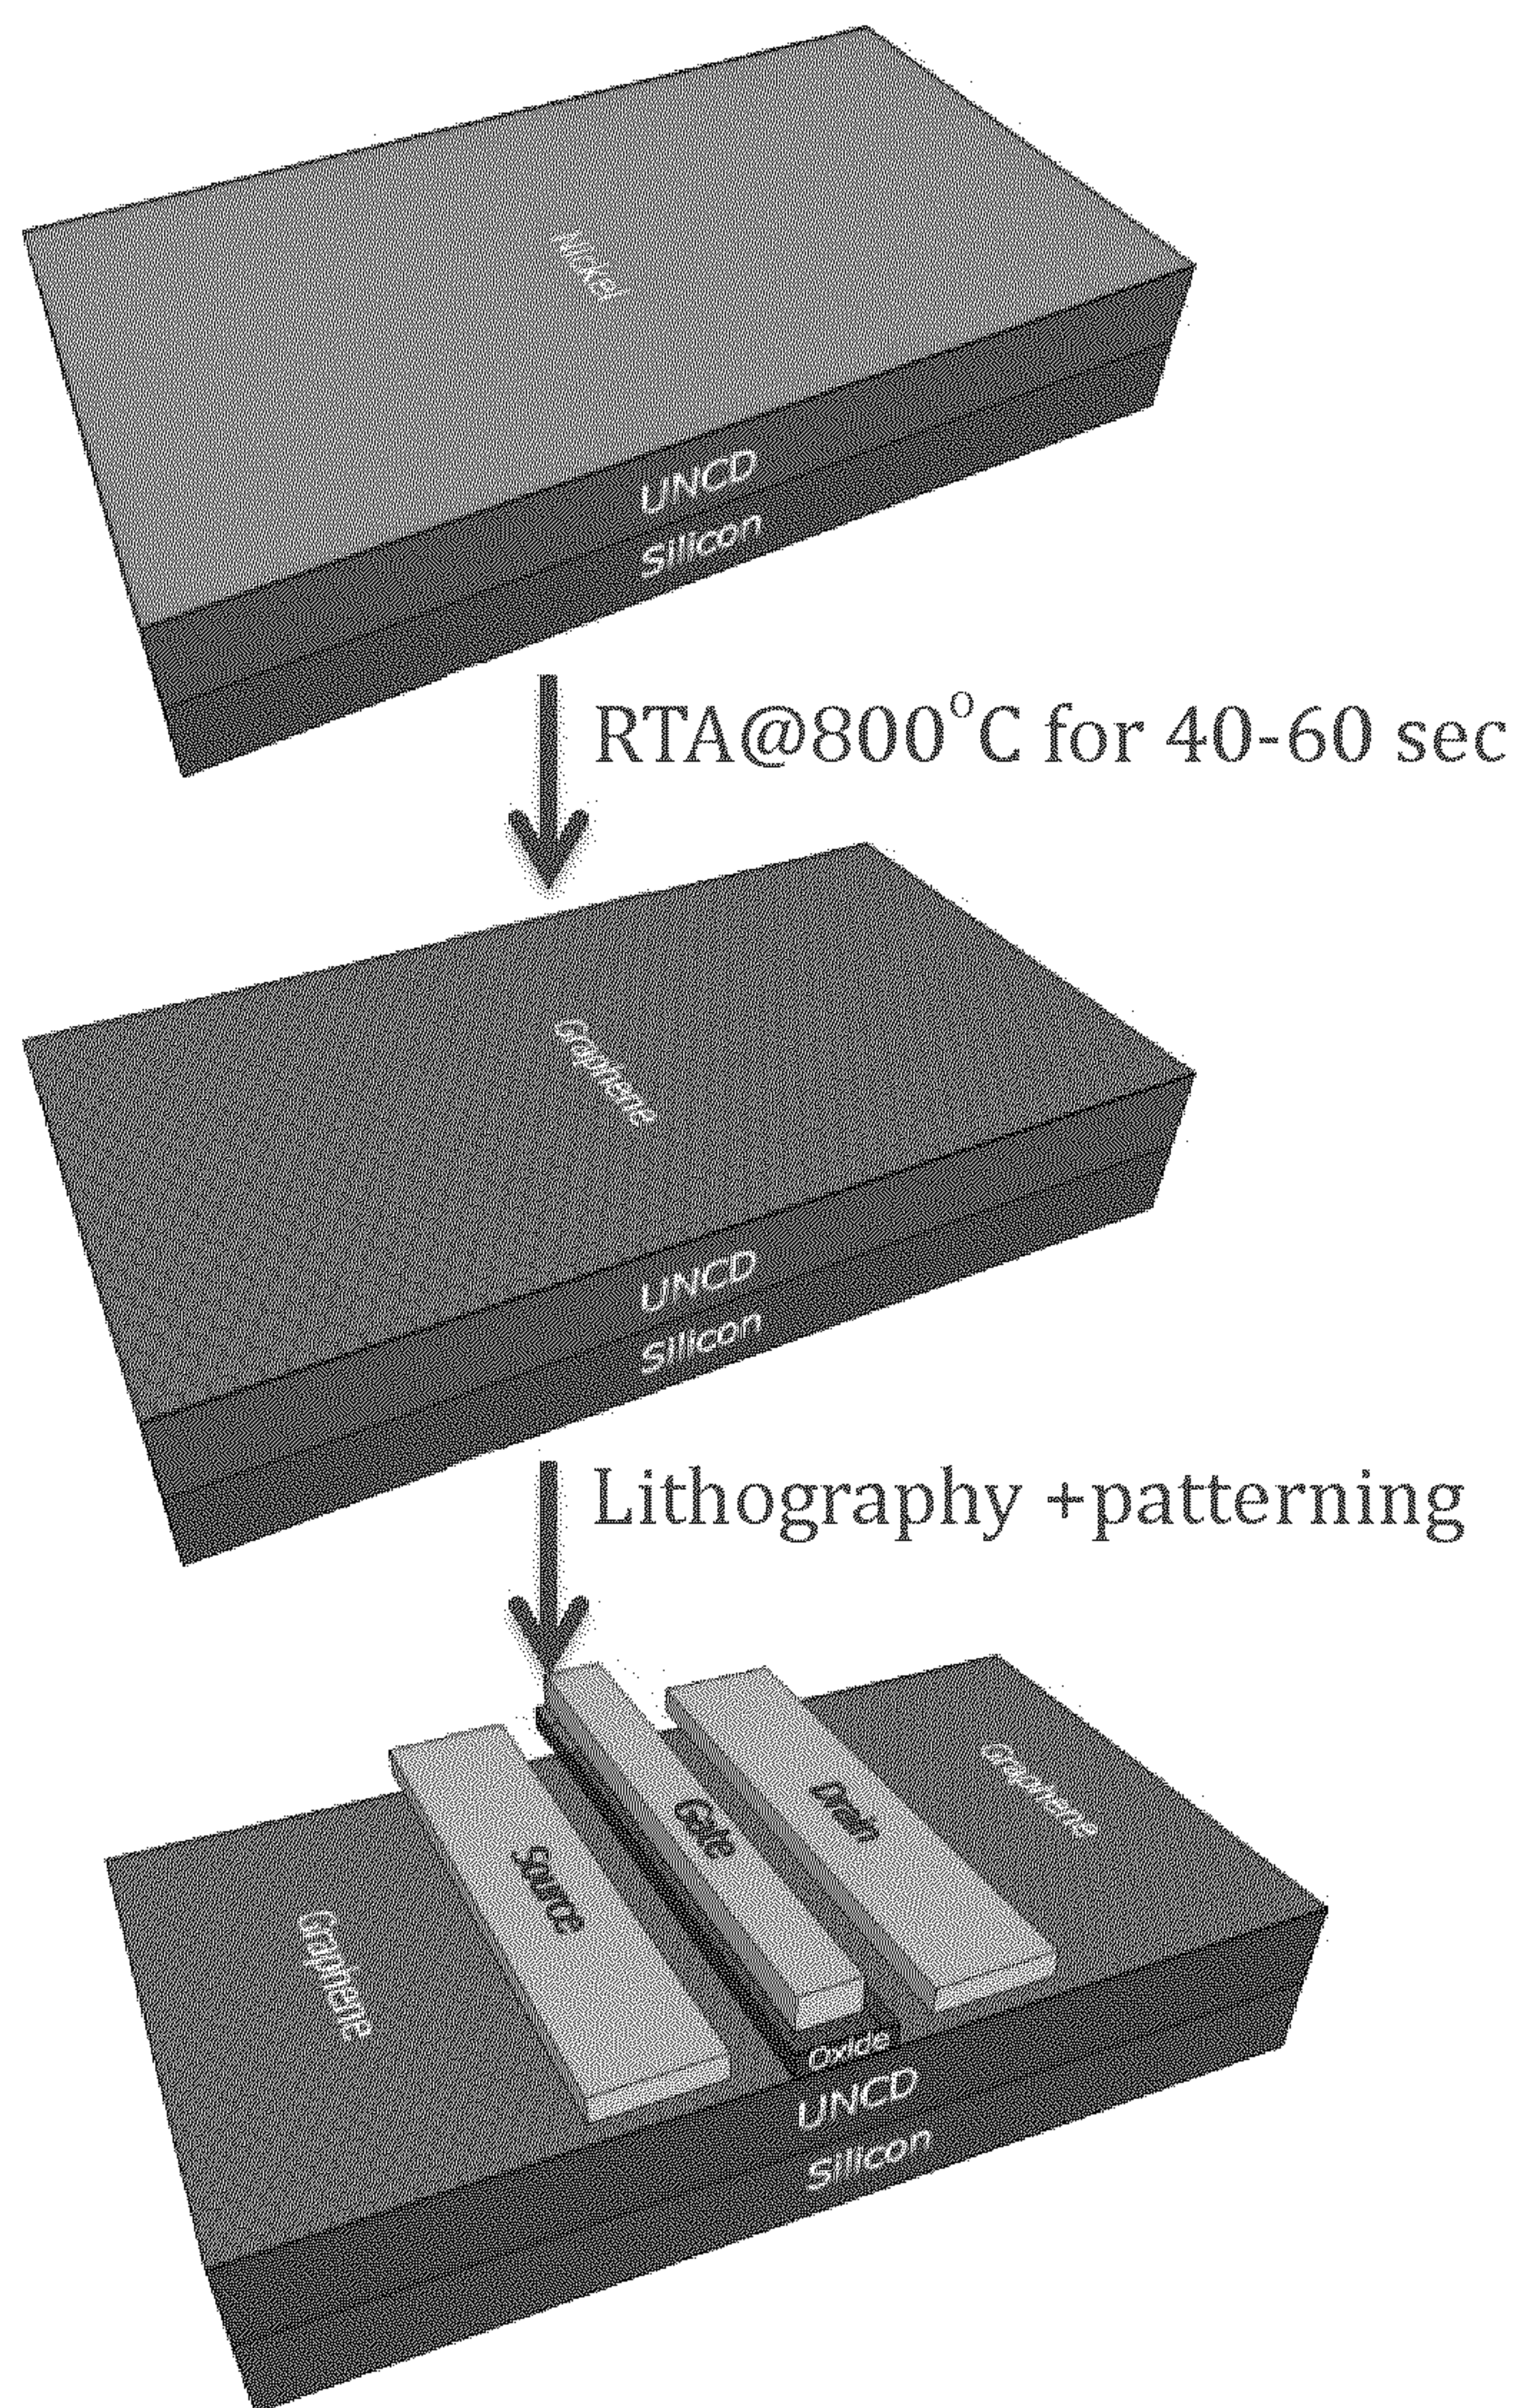 Nickel
UNCD
Silicon
RTA@800°C for 40-60 sec
Graphene
UNCD
Silicon
Lithography +patterning
Source
Gate
Drain
Graphene
Graphene
Oxide
UNCD
Silicon